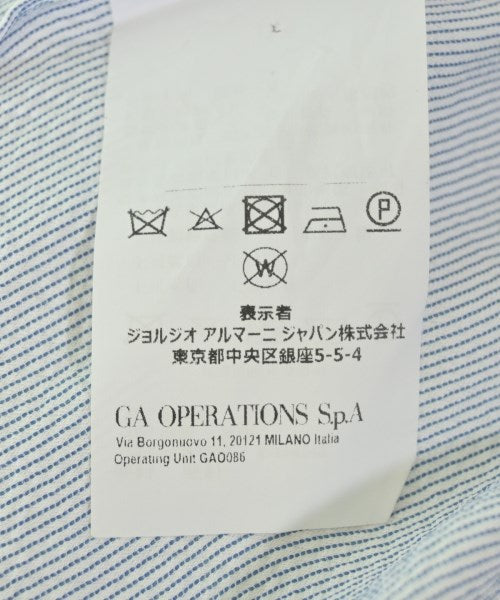 P
W
表示者
ジョルジオ アルマーニ ジャパン株式会社
東京都中央区銀座5-5-4
GA OPERATIONS S.p.A
Via Borgonuovo 11, 20121 MILANO Italia
Operating Unit GAO086